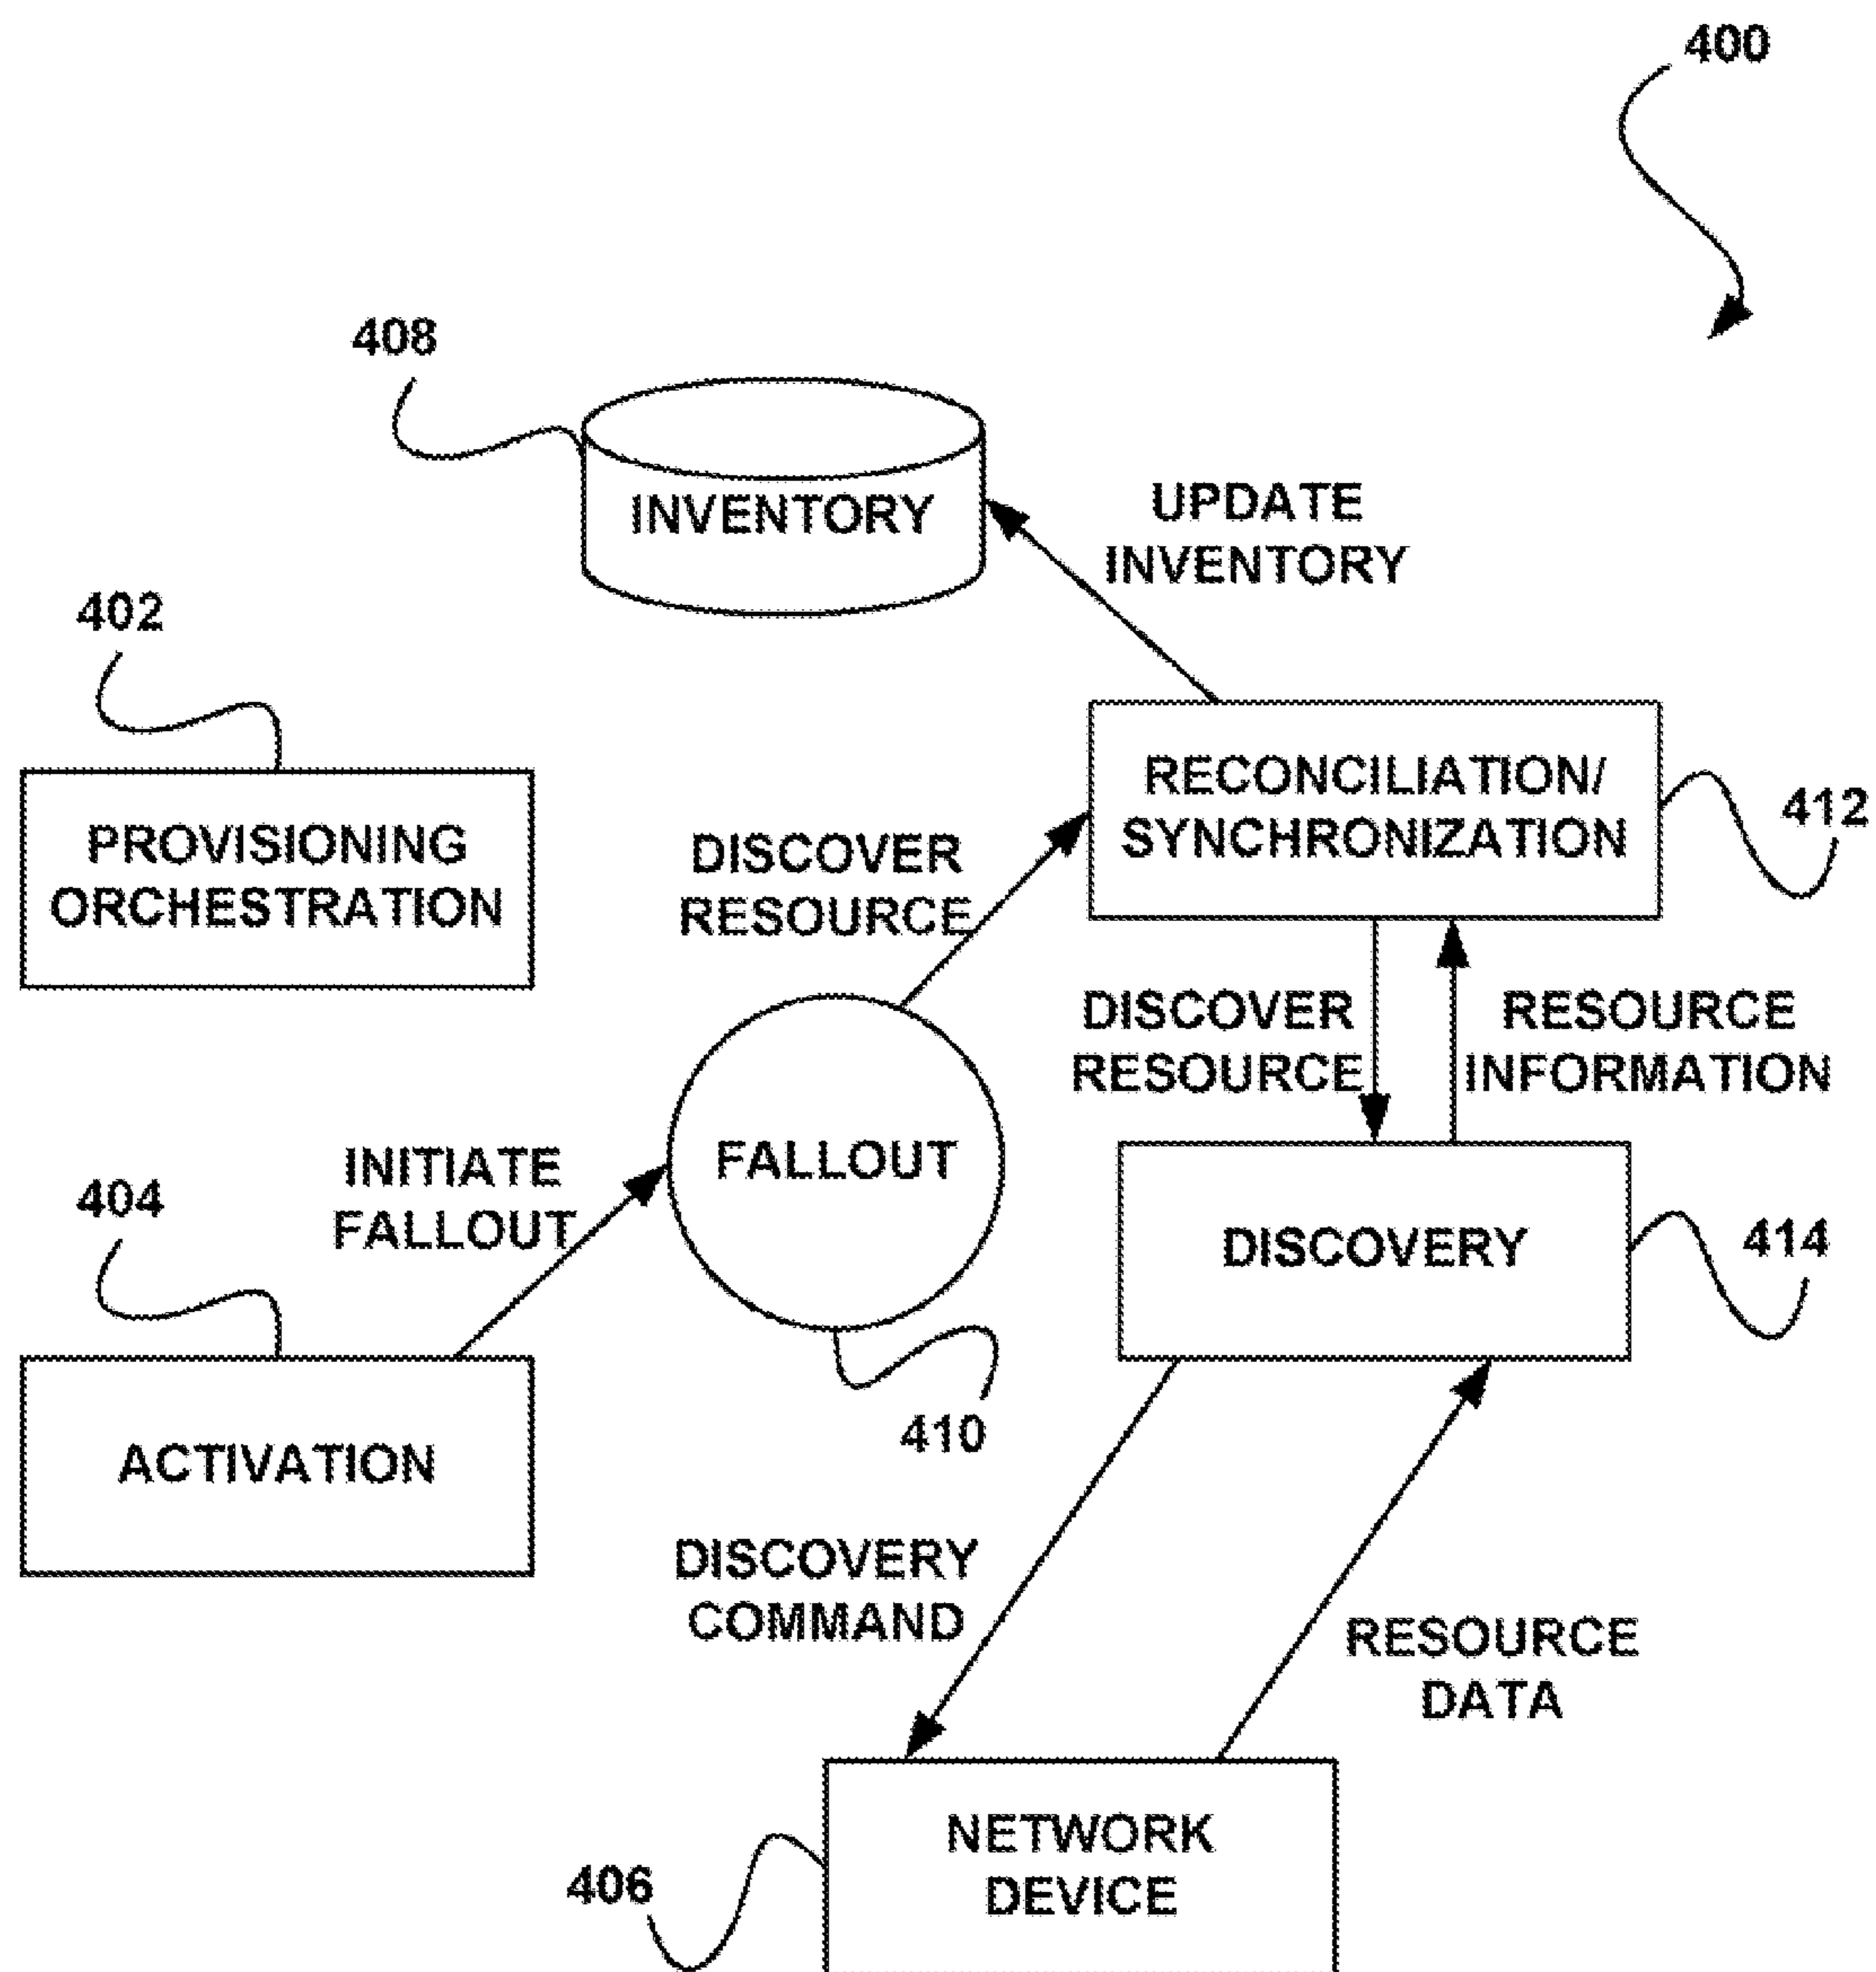 400
408
INVENTORY
UPDATE
INVENTORY
402
PROVISIONING
ORCHESTRATION
RECONCILIATION/
SYNCHRONIZATION
412
DISCOVER
RESOURCE
DISCOVER
RESOURCE
RESOURCE
INFORMATION
404
INITIATE
FALLOUT
FALLOUT
DISCOVERY
414
410
ACTIVATION
DISCOVERY
COMMAND
RESOURCE
DATA
406
NETWORK
DEVICE